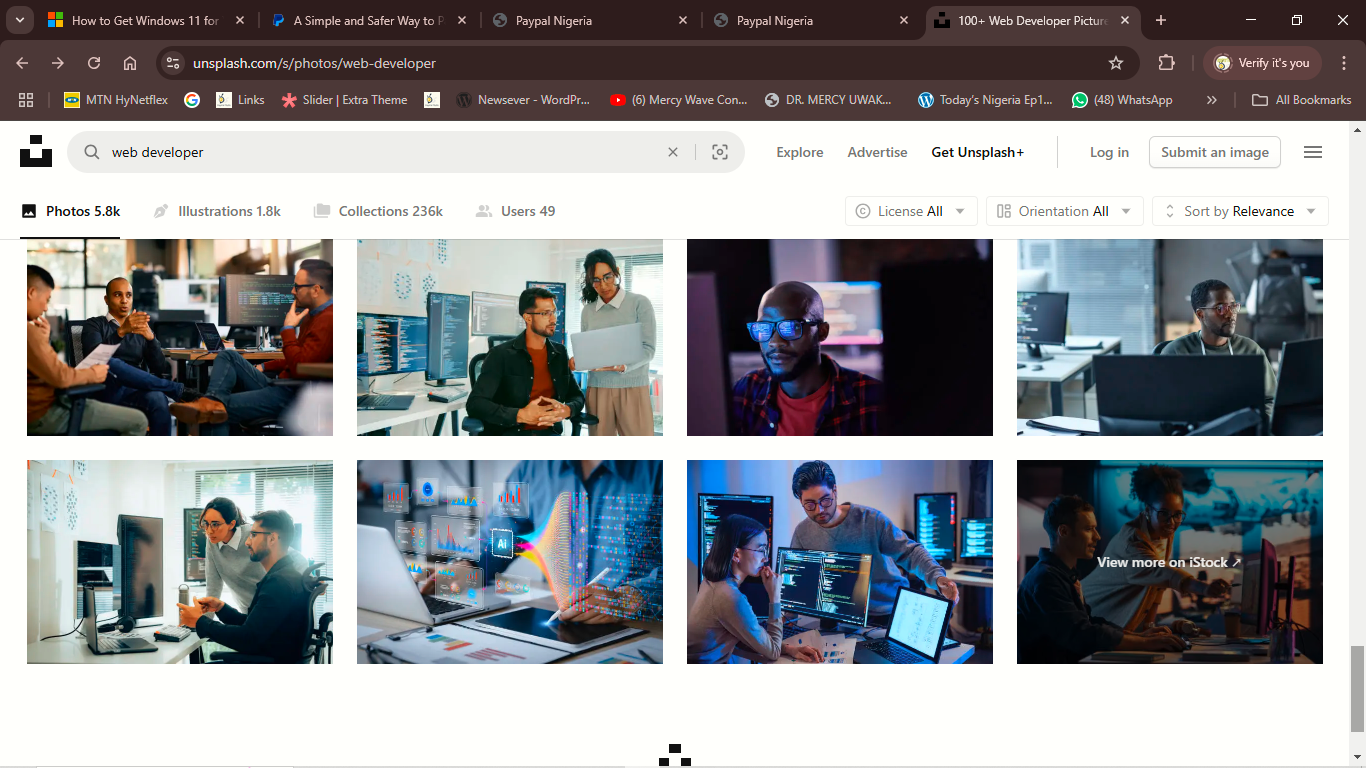 How to Get Windows 11 for
A Simple and Safer Way to P
Paypal Nigeria
Paypal Nigeria
100+ Web Developer Picture
unsplash.com/s/photos/web-developer
Verify it's you
MTN HyNetflex
Links
Slider | Extra Theme
Newsever - WordPr...
(6) Mercy Wave Con...
DR. MERCY UWAK...
Today's Nigeria Ep1...
(48) WhatsApp
All Bookmarks
web developer
Explore
Advertise
Get Unsplash+
Log in
Submit an image
Photos 5.8k
Illustrations 1.8k
Collections 236k
Users 49
License All
Orientation All
Sort by Relevance
AI
View more on iStock ↗